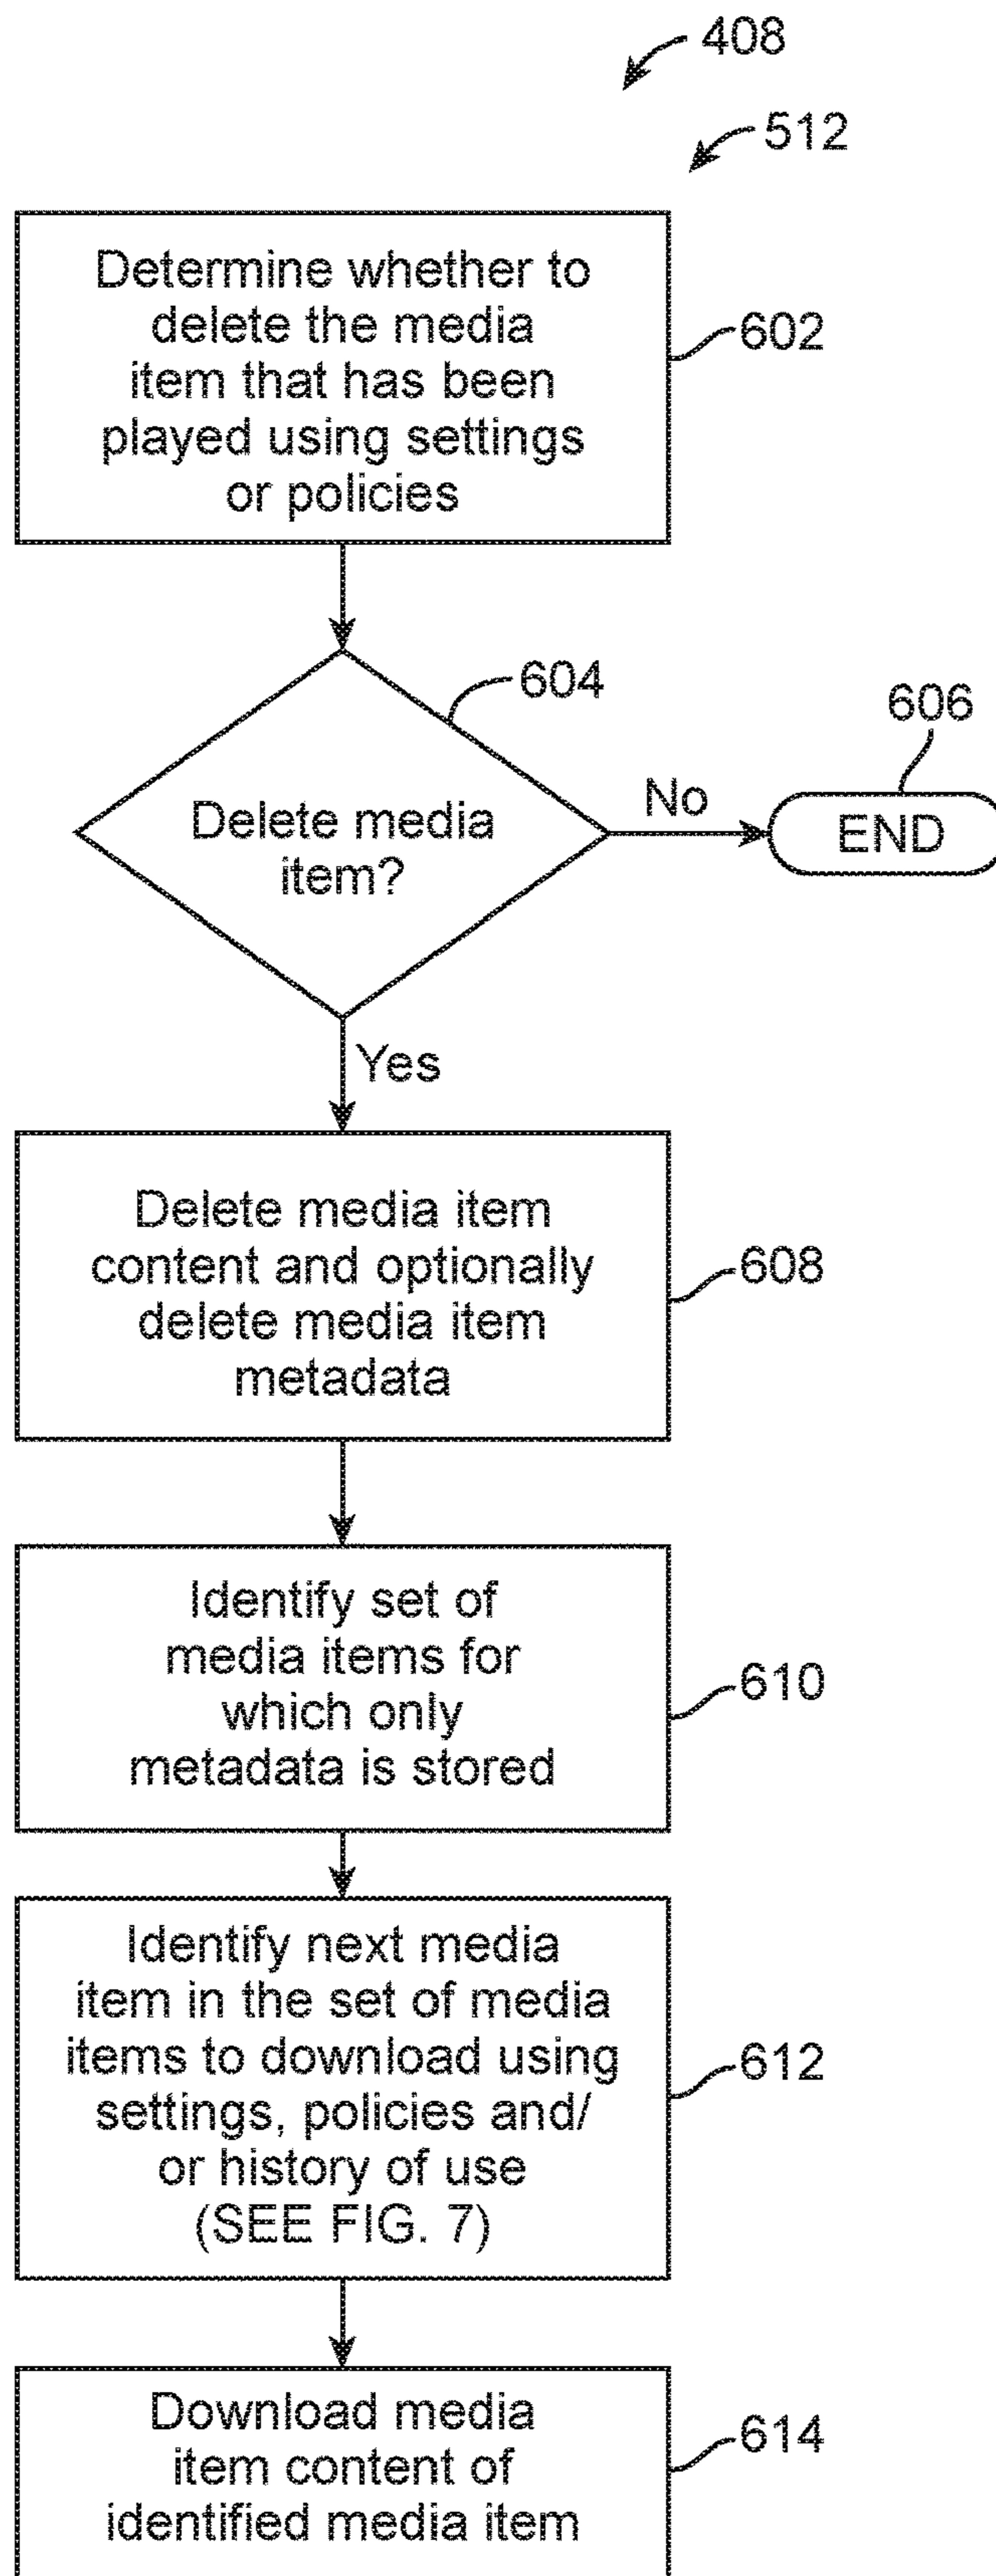 408
512
Determine whether to
delete the media
item that has been
played using settings
or policies
602
604
Delete media
item?
No
606
END
Yes
Delete media item
content and optionally
delete media item
metadata
608
Identify set of
media items for
which only
metadata is stored
610
Identify next media
item in the set of media
items to download using
settings, policies and/
or history of use
(SEE FIG. 7)
612
Download media
item content of
identified media item
614